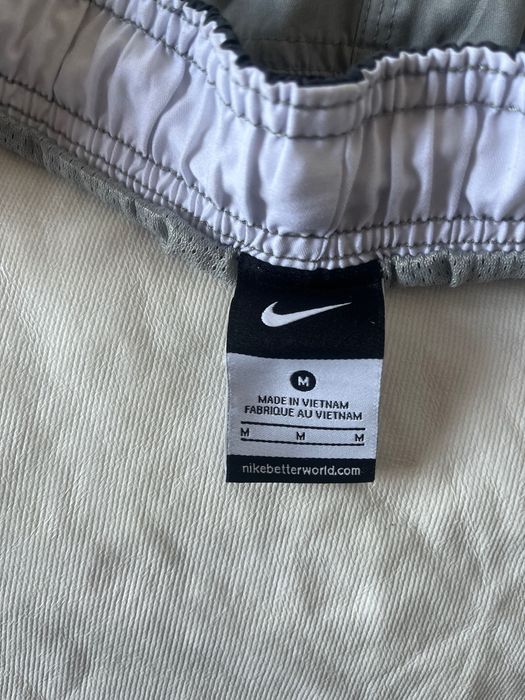 M
MADE IN VIETNAM
FABRIQUE AU VIETNAM
M M M
nikebetterworld.com